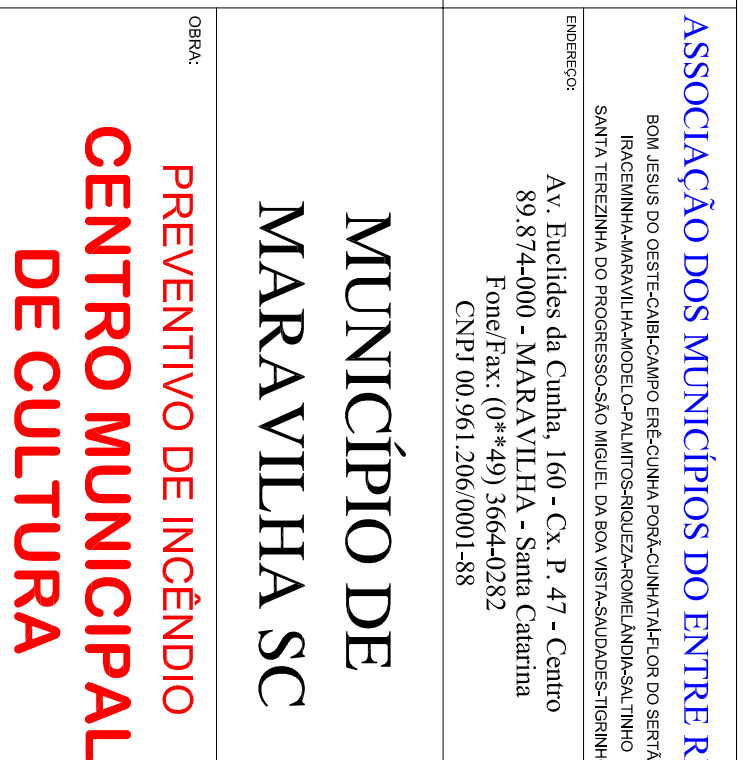 ASSOCIAÇÃO DOS MUNICÍPIOS DO ENTRE R
BOM JESUS DO OESTE-CAIBI-CAMPO ERÊ-CUNHA PORÃ-CUNHATAÍ-FLOR DO SERTÃ
IRACEMINHA-MARAVILHA-MODELO-PALMITOS-RIQUEZA-ROMELÂNDIA-SALTINHO
SANTA TEREZINHA DO PROGRESSO-SÃO MIGUEL DA BOA VISTA-SAUDADES-TIGRINH
ENDEREÇO:
Av. Euclides da Cunha, 160 - Cx. P. 47 - Centro
89.874-000 - MARAVILHA - Santa Catarina
Fone/Fax: (0**49) 3664-0282
CNPJ 00.961.206/0001-88
MUNICÍPIO DE
MARAVILHA SC
OBRA:
PREVENTIVO DE INCÊNDIO
CENTRO MUNICIPAL
DE CULTURA